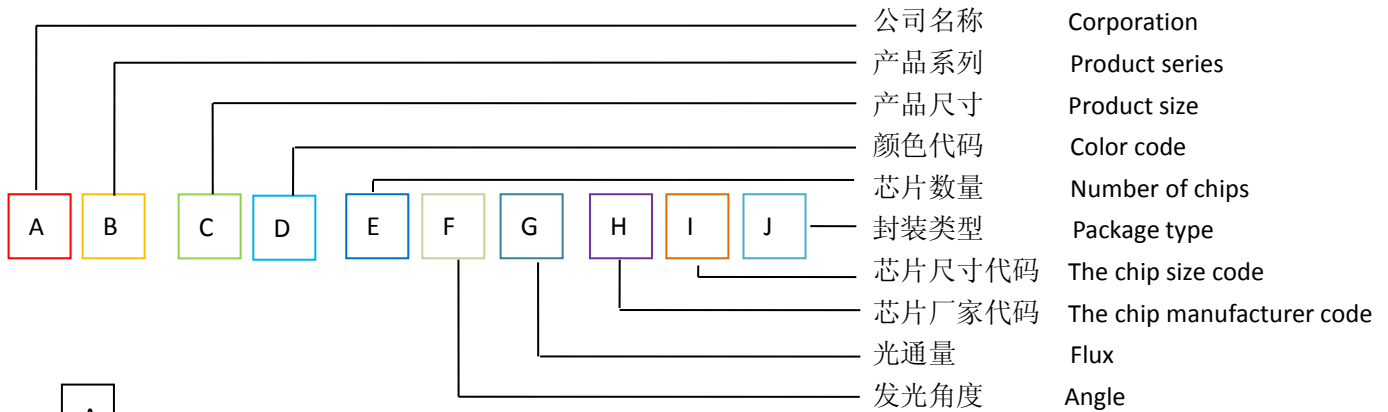 公司名称 Corporation
产品系列 Product series
产品尺寸 Product size
颜色代码 Color code
芯片数量 Number of chips
A B C D E F G H I J 封装类型 Package type
芯片尺寸代码 The chip size code
芯片厂家代码 The chip manufacturer code
光通量 Flux
发光角度 Angle
A